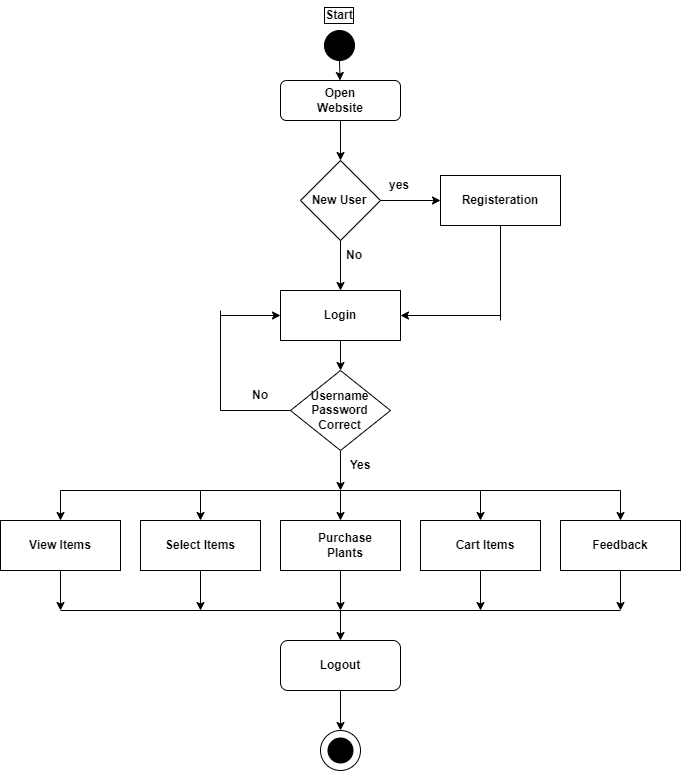 Start
Open
Website
New User
yes
Registeration
No
Login
No
Username
Password
Correct
Yes
View Items
Select Items
Purchase
Plants
Cart Items
Feedback
Logout